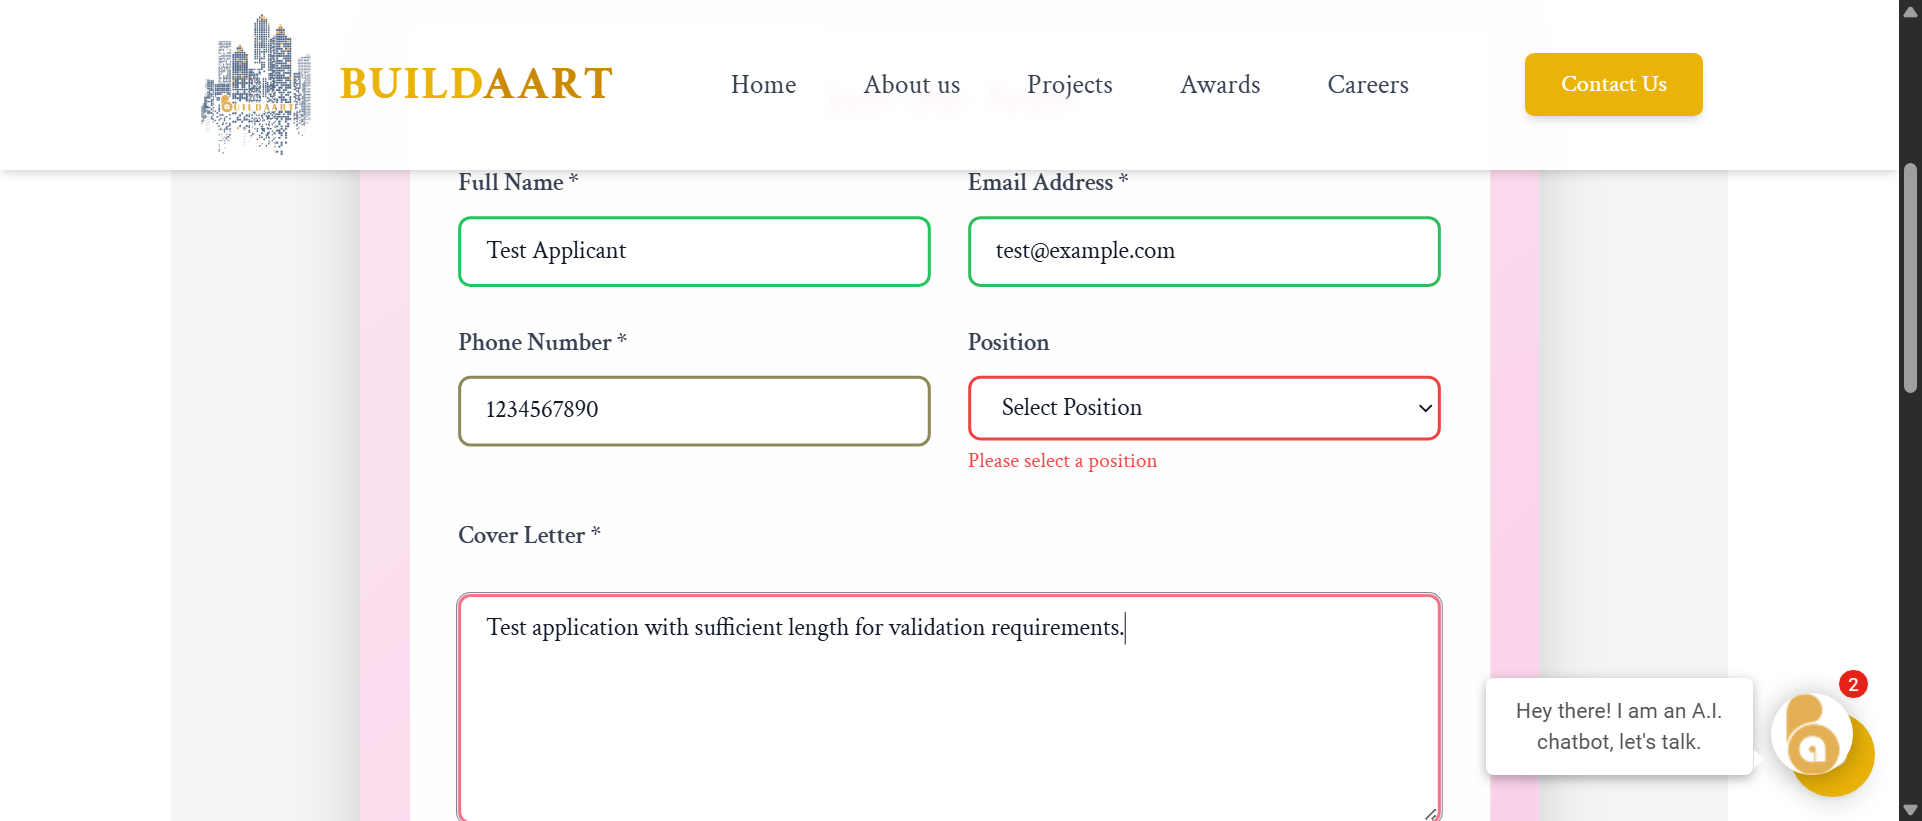 BUILDAART
BUILDAART
Home
About us
Projects
Awards
Careers
Contact Us
Full Name *
Email Address *
Test Applicant
test@example.com
Phone Number *
Position
1234567890
Select Position
Please select a position
Cover Letter *
Test application with sufficient length for validation requirements.
2
Hey there! I am an A.I.
chatbot, let's talk.